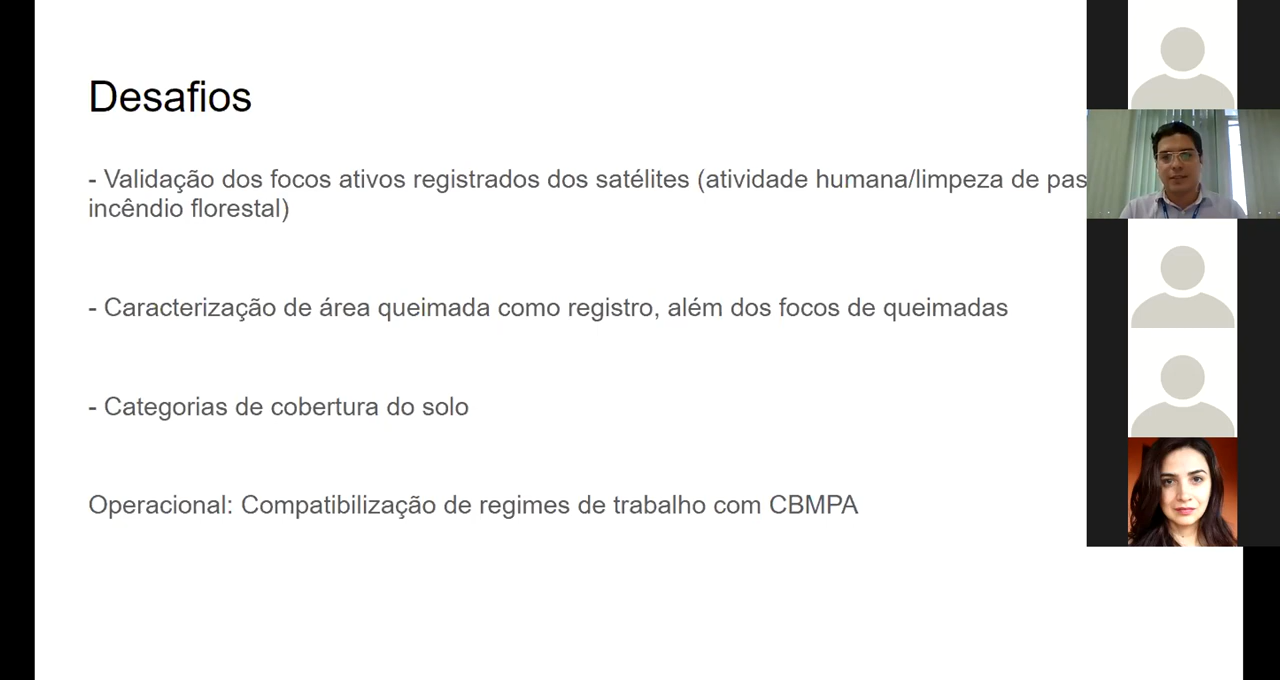 Desafios
- Validação dos focos ativos registrados dos satélites (atividade humana/limpeza de
incêndio florestal)
- Caracterização de área queimada como registro, além dos focos de queimadas
- Categorias de cobertura do solo
Operacional: Compatibilização de regimes de trabalho com CBMPA